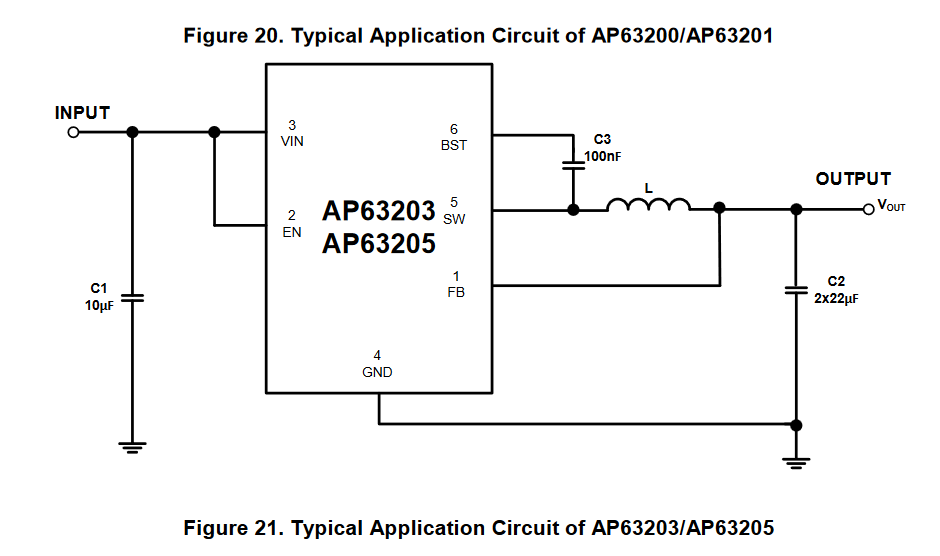 Figure 20. Typical Application Circuit of AP63200/AP63201
INPUT
3
VIN
2
EN
AP63203
AP63205
6
BST
5
SW
1
FB
4
GND
C1
10µF
C3
100nF
L
OUTPUT
VOUT
C2
2x22µF
Figure 21. Typical Application Circuit of AP63203/AP63205